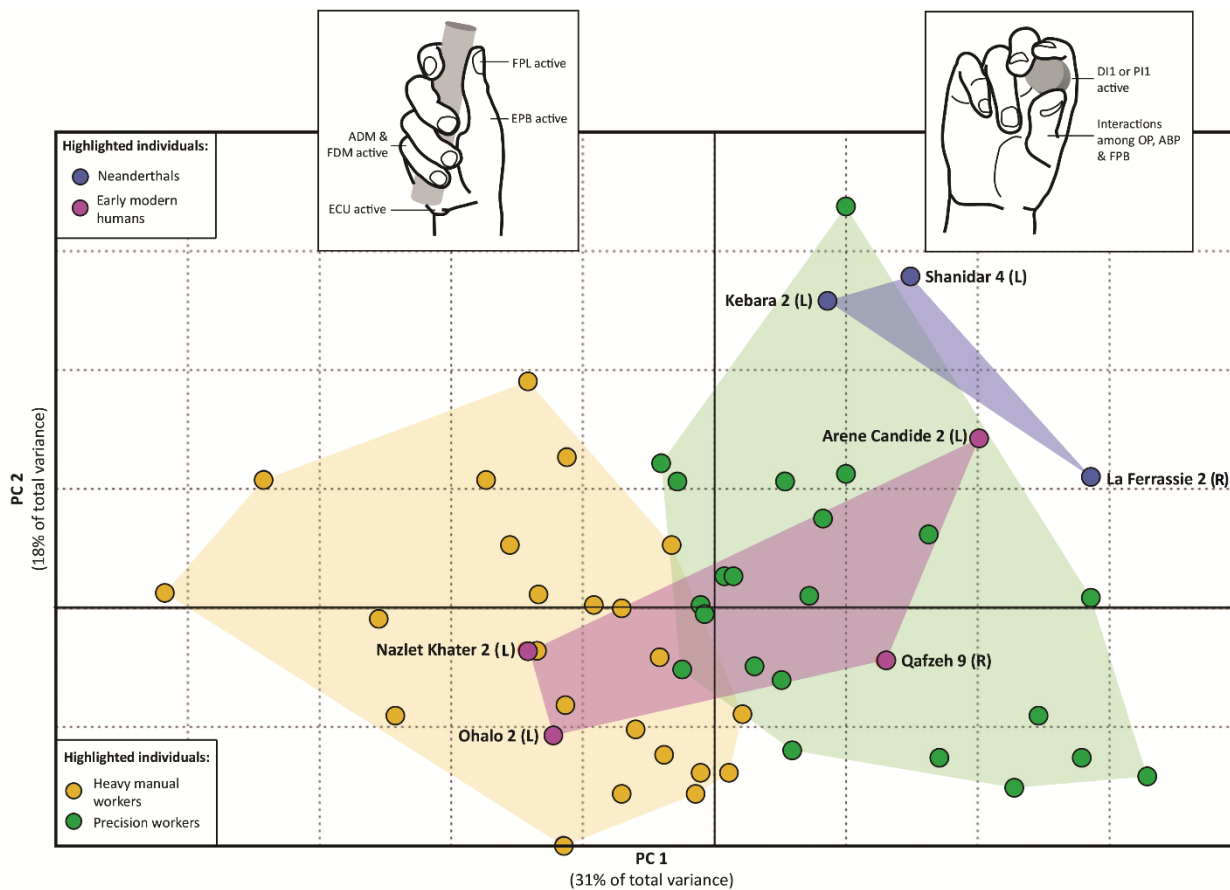 FPL active
EPB active
ADM &
FDM active
ECU active
DI1 or PI1
active
Interactions
among OP, ABP
& FPB
Highlighted individuals:
Neanderthals
Early modern
humans
Shanidar 4 (L)
Kebara 2 (L)
Arene Candide 2 (L)
La Ferrassie 2 (R)
Nazlet Khater 2 (L)
Qafzeh 9 (R)
Ohalo 2 (L)
PC 2
(18% of total variance)
Highlighted individuals:
Heavy manual
workers
Precision workers
PC 1
(31% of total variance)